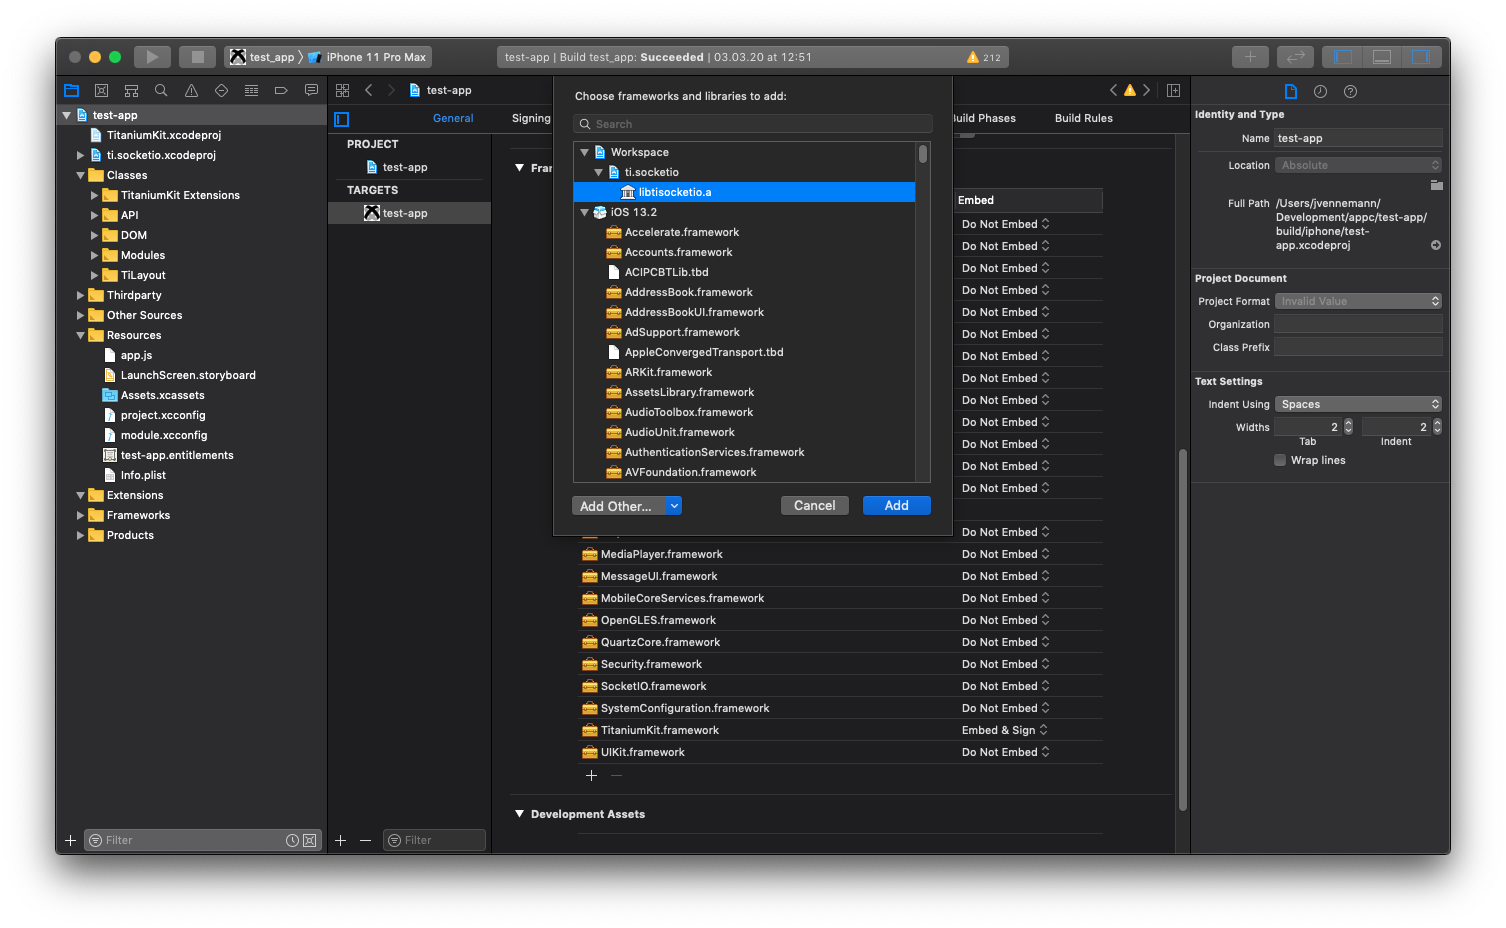 test_app iPhone 11 Pro Max
test-app | Build test_app: Succeeded | 03.03.20 at 12:51
212
test-app
TitaniumKit.xcodeproj
ti.socketio.xcodeproj
Classes
TitaniumKit Extensions
API
DOM
Modules
TiLayout
Thirdparty
Other Sources
Resources
app.js
LaunchScreen.storyboard
Assets.xcassets
project.xcconfig
module.xcconfig
test-app.entitlements
Info.plist
Extensions
Frameworks
Products
Filter
test-app
General
Signing
Build Phases
Build Rules
PROJECT
test-app
TARGETS
test-app
Filter
Choose frameworks and libraries to add:
Search
Workspace
ti.socketio
libtisocketio.a
iOS 13.2
Accelerate.framework
Accounts.framework
ACIPCBTLib.tbd
AddressBook.framework
AddressBookUI.framework
AdSupport.framework
AppleConvergedTransport.tbd
ARKit.framework
AssetsLibrary.framework
AudioToolbox.framework
AudioUnit.framework
AuthenticationServices.framework
AVFoundation.framework
Add Other...
Cancel
Add
Embed
Do Not Embed
Do Not Embed
Do Not Embed
Do Not Embed
Do Not Embed
Do Not Embed
Do Not Embed
Do Not Embed
Do Not Embed
Do Not Embed
Do Not Embed
Do Not Embed
Do Not Embed
Do Not Embed
MediaPlayer.framework Do Not Embed
MessageUI.framework Do Not Embed
MobileCoreServices.framework Do Not Embed
OpenGLES.framework Do Not Embed
QuartzCore.framework Do Not Embed
Security.framework Do Not Embed
SocketIO.framework Do Not Embed
SystemConfiguration.framework Do Not Embed
TitaniumKit.framework Embed & Sign
UIKit.framework Do Not Embed
Development Assets
Identity and Type
Name test-app
Location Absolute
Full Path /Users/jvennemann/
Development/appc/test-app/
build/iphone/test-
app.xcodeproj
Project Document
Project Format Invalid Value
Organization
Class Prefix
Text Settings
Indent Using Spaces
Widths 2 2
Tab Indent
Wrap lines